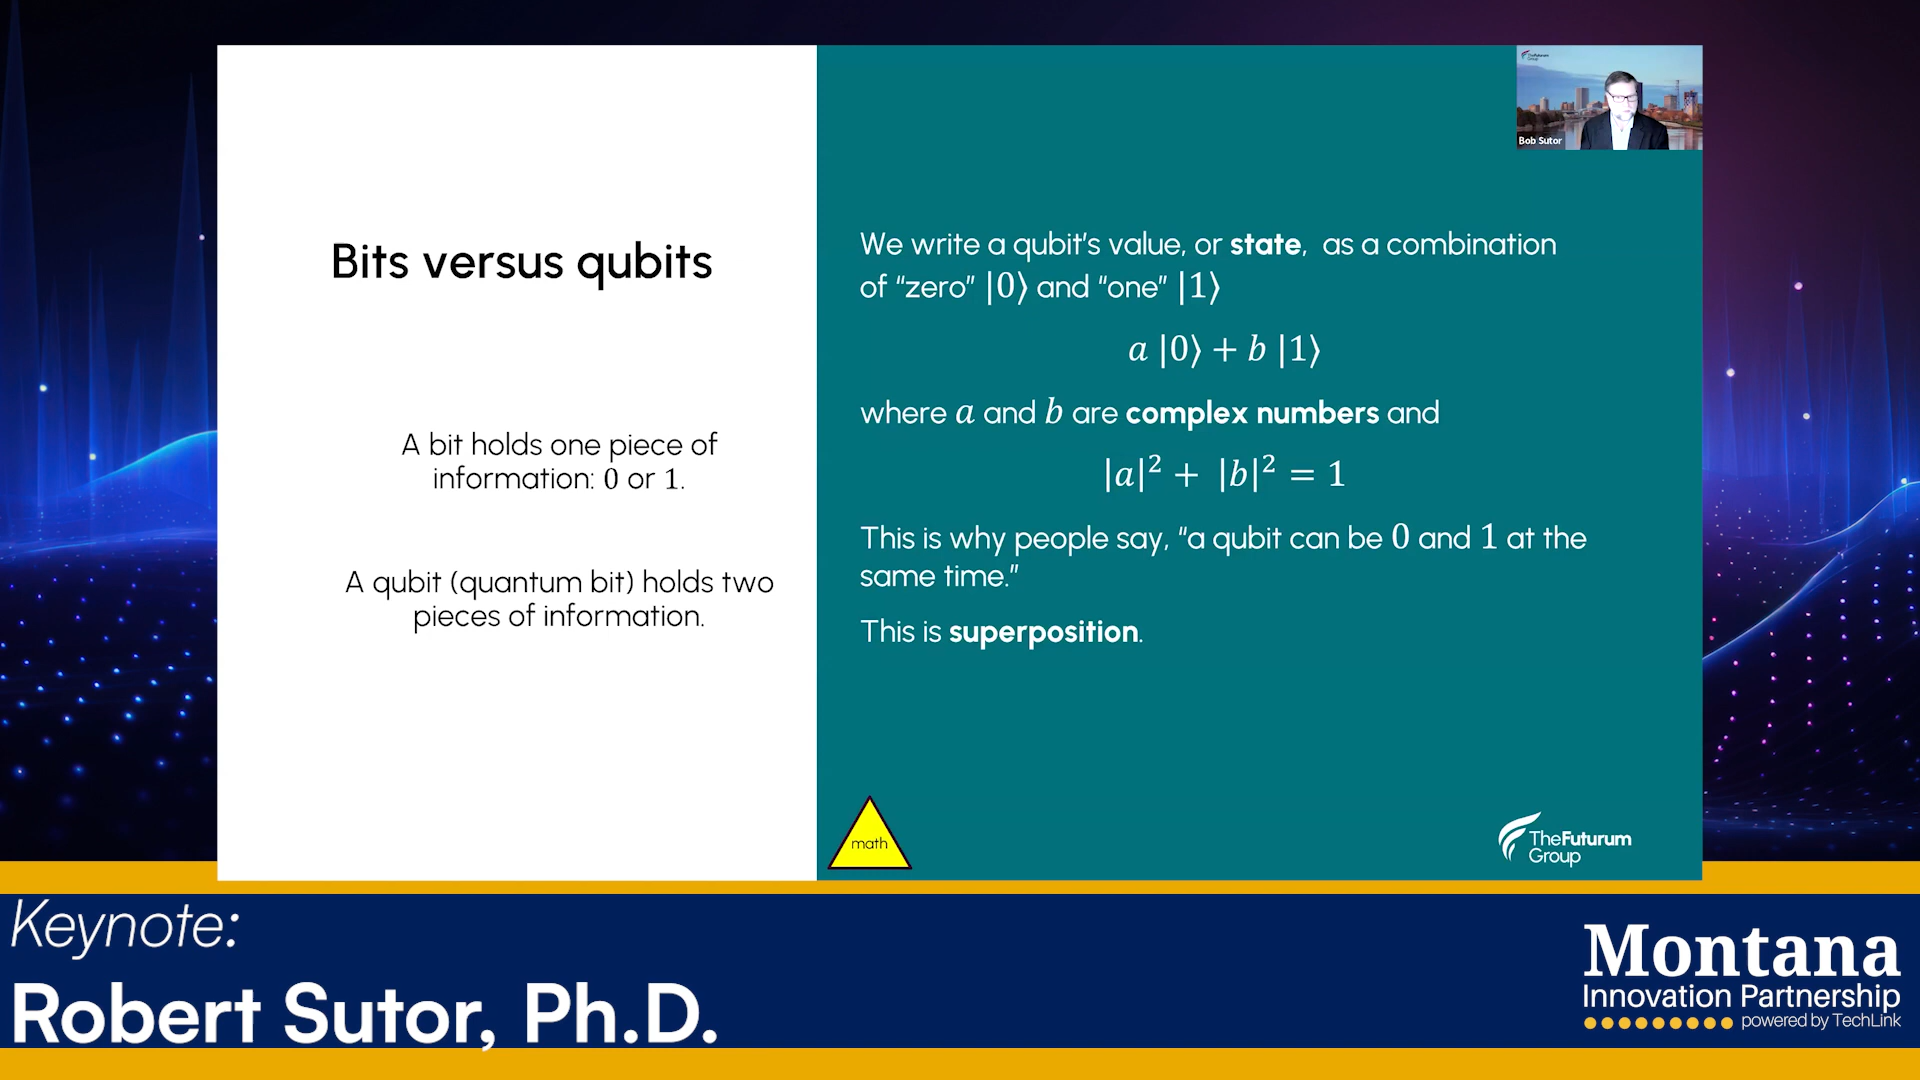 Bits versus qubits
A bit holds one piece of
information: 0 or 1.
A qubit (quantum bit) holds two
pieces of information.
We write a qubit's value, or state,  as a combination
of “zero” |0⟩ and “one” |1⟩
a |0⟩ + b |1⟩
where a and b are complex numbers and
|a|² + |b|² = 1
This is why people say, “a qubit can be 0 and 1 at the
same time.”
This is superposition.
math
TheFuturum
Group
TheFuturum
Group
Bob Sutor
Keynote:
Robert Sutor, Ph.D.
Montana
Innovation Partnership
powered by TechLink